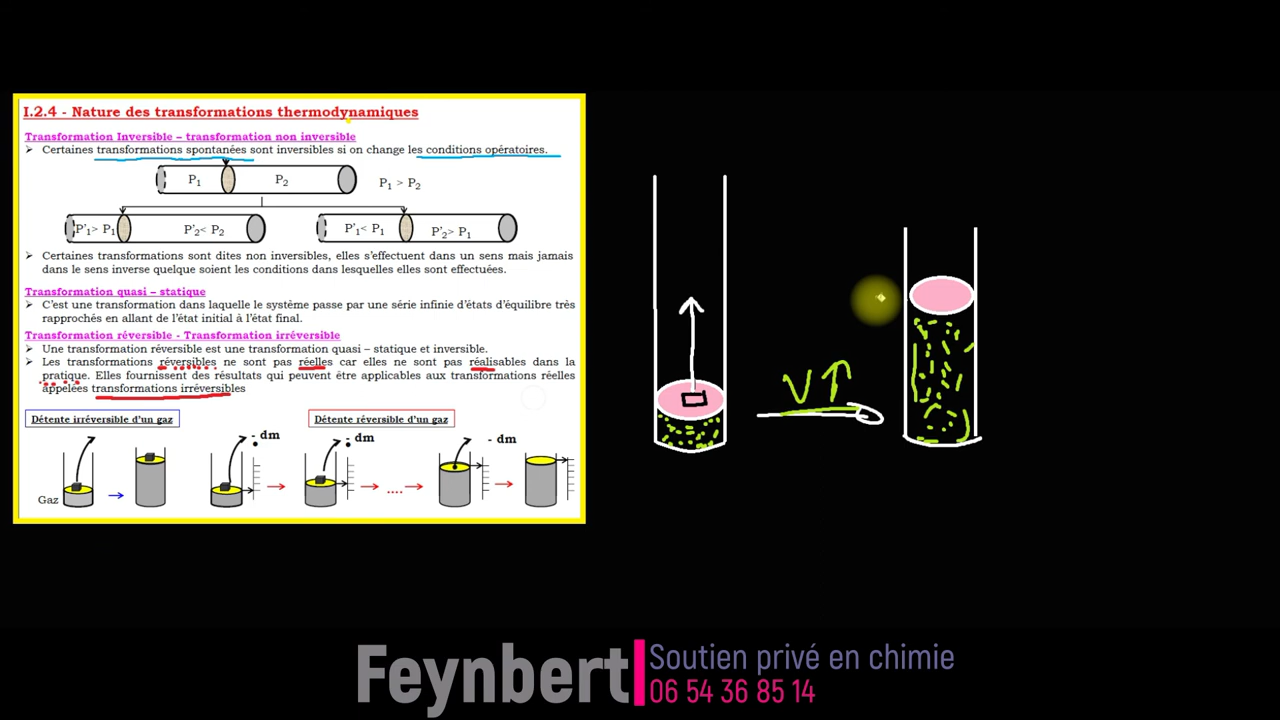 I.2.4 - Nature des transformations thermodynamiques
Transformation Inversible – transformation non inversible
➢ Certaines transformations spontanées sont inversibles si on change les conditions opératoires.
P1 P2 P1 > P2
P'1> P1 P'2< P2 P'1< P1 P'2> P1
➢ Certaines transformations sont dites non inversibles, elles s'effectuent dans un sens mais jamais
dans le sens inverse quelque soient les conditions dans lesquelles elles sont effectuées.
Transformation quasi – statique
➢ C'est une transformation dans laquelle le système passe par une série infinie d'états d'équilibre très
rapprochés en allant de l'état initial à l'état final.
Transformation réversible - Transformation irréversible
➢ Une transformation réversible est une transformation quasi – statique et inversible.
➢ Les transformations réversibles ne sont pas réelles car elles ne sont pas réalisables dans la
pratique. Elles fournissent des résultats qui peuvent être applicables aux transformations réelles
appelées transformations irréversibles
Détente irréversible d'un gaz Détente réversible d'un gaz
- dm - dm - dm
Gaz
....
V↑
Feynbert
Soutien privé en chimie
06 54 36 85 14